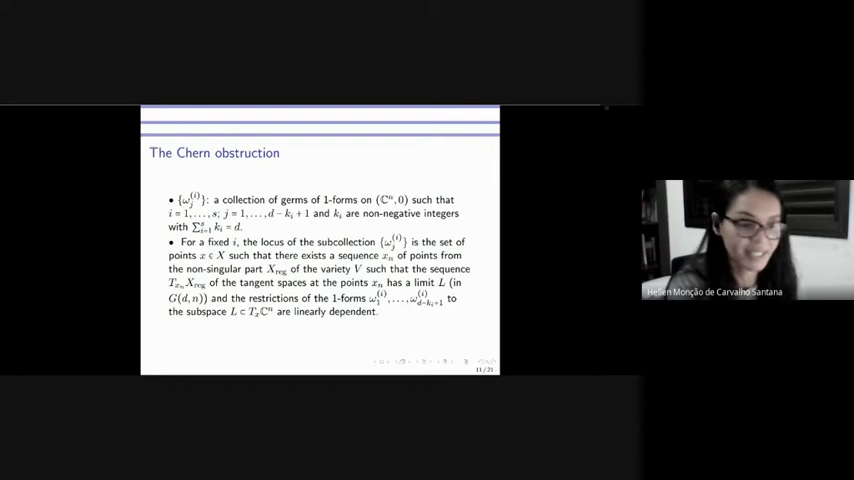 The Chern obstruction
• {ω_j^{(i)}}: a collection of germs of 1-forms on (ℂⁿ, 0) such that
i = 1, …, s; j = 1, …, d − k_i + 1 and k_i are non-negative integers
with ∑_{i=1}^s k_i = d.
• For a fixed i, the locus of the subcollection {ω_j^{(i)}} is the set of
points x ∈ X such that there exists a sequence x_n of points from
the non-singular part X_reg of the variety V such that the sequence
T_{x_n}X_reg of the tangent spaces at the points x_n has a limit L (in
G(d, n)) and the restrictions of the 1-forms ω_1^{(i)}, …, ω_{d−k_i+1}^{(i)} to
the subspace L ⊂ T_xℂⁿ are linearly dependent.
11/21
Hellen Monção de Carvalho Santana